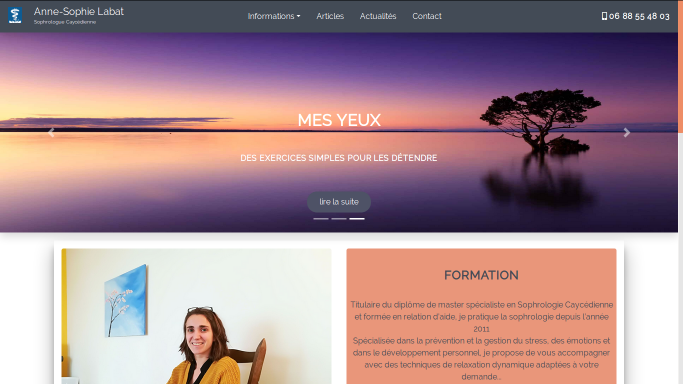 Anne-Sophie Labat
Sophrologue Caycédienne
Informations
Articles
Actualités
Contact
06 88 55 48 03
MES YEUX
DES EXERCICES SIMPLES POUR LES DÉTENDRE
lire la suite
FORMATION
Titulaire du diplôme de master spécialiste en Sophrologie Caycédienne
et formée en relation d'aide, je pratique la sophrologie depuis l'année
2011
Spécialisée dans la prévention et la gestion du stress, des émotions et
dans le développement personnel, je propose de vous accompagner
avec des techniques de relaxation dynamique adaptées à votre
demande...